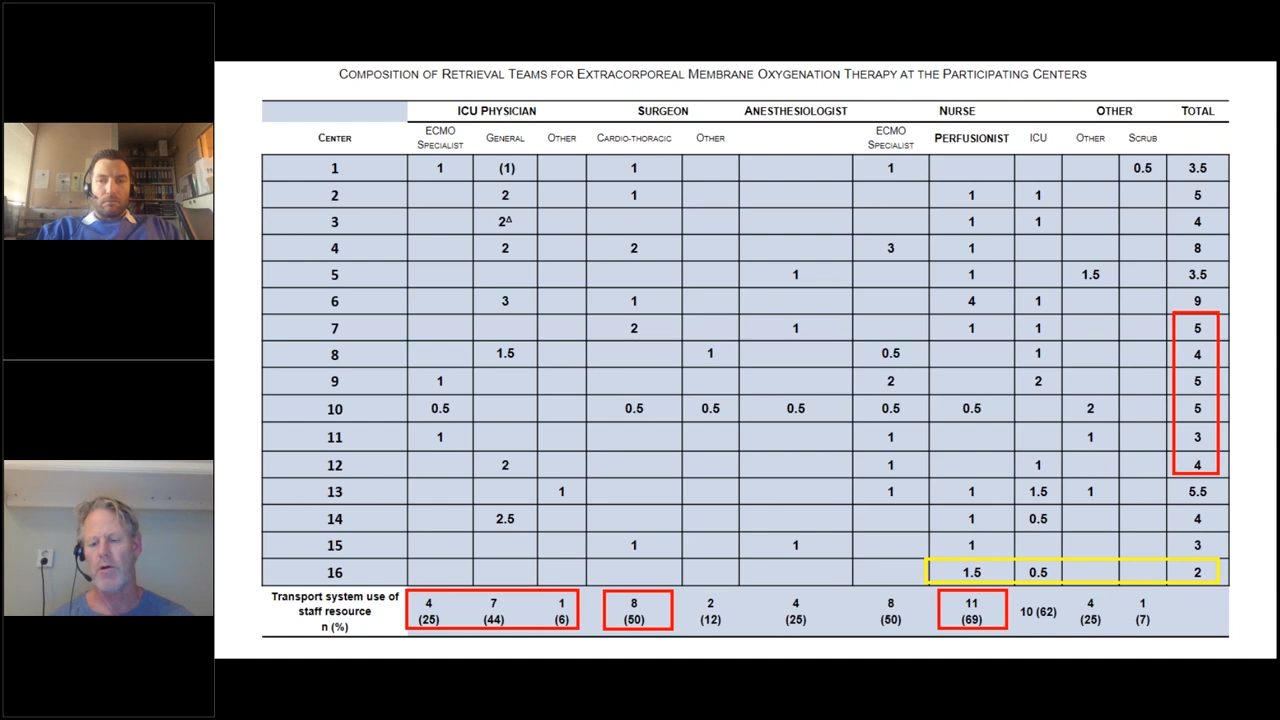 COMPOSITION OF RETRIEVAL TEAMS FOR EXTRACORPOREAL MEMBRANE OXYGENATION THERAPY AT THE PARTICIPATING CENTERS
ICU PHYSICIAN SURGEON ANESTHESIOLOGIST NURSE OTHER TOTAL
CENTER ECMO SPECIALIST GENERAL OTHER CARDIO-THORACIC OTHER ECMO SPECIALIST PERFUSIONIST ICU OTHER SCRUB
1 1 (1) 1 1 0.5 3.5
2 2 1 1 1 5
3 2Δ 1 1 4
4 2 2 3 1 8
5 1 1 1.5 3.5
6 3 1 4 1 9
7 2 1 1 1 5
8 1.5 1 0.5 1 4
9 1 2 2 5
10 0.5 0.5 0.5 0.5 0.5 0.5 2 5
11 1 1 1 3
12 2 1 1 4
13 1 1 1 1.5 1 5.5
14 2.5 1 0.5 4
15 1 1 1 3
16 1.5 0.5 2
Transport system use of staff resource n (%) 4 (25) 7 (44) 1 (6) 8 (50) 2 (12) 4 (25) 8 (50) 11 (69) 10 (62) 4 (25) 1 (7)